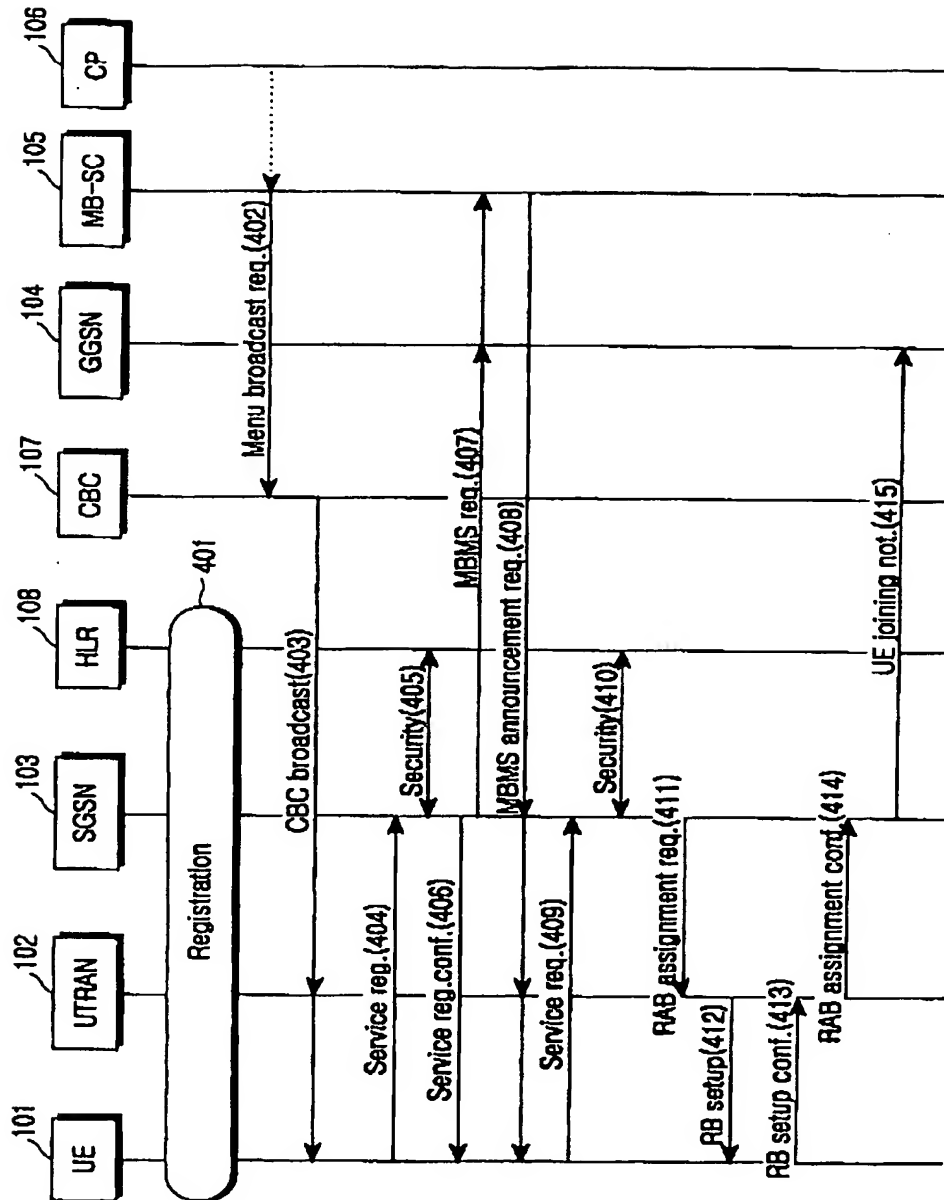 101
UE
102
UTRAN
103
SGSN
108
HLR
107
CBC
104
GGSN
105
MB-SC
106
CP
Registration
401
Menu broadcast req.(402)
CBC broadcast(403)
Service reg.(404)
Security(405)
Service reg.conf.(406)
MBMS req.(407)
MBMS announcement req.(408)
Service req.(409)
Security(410)
RAB assignment req.(411)
RB setup(412)
RB setup conf.(413)
RAB assignment conf.(414)
UE joining not.(415)